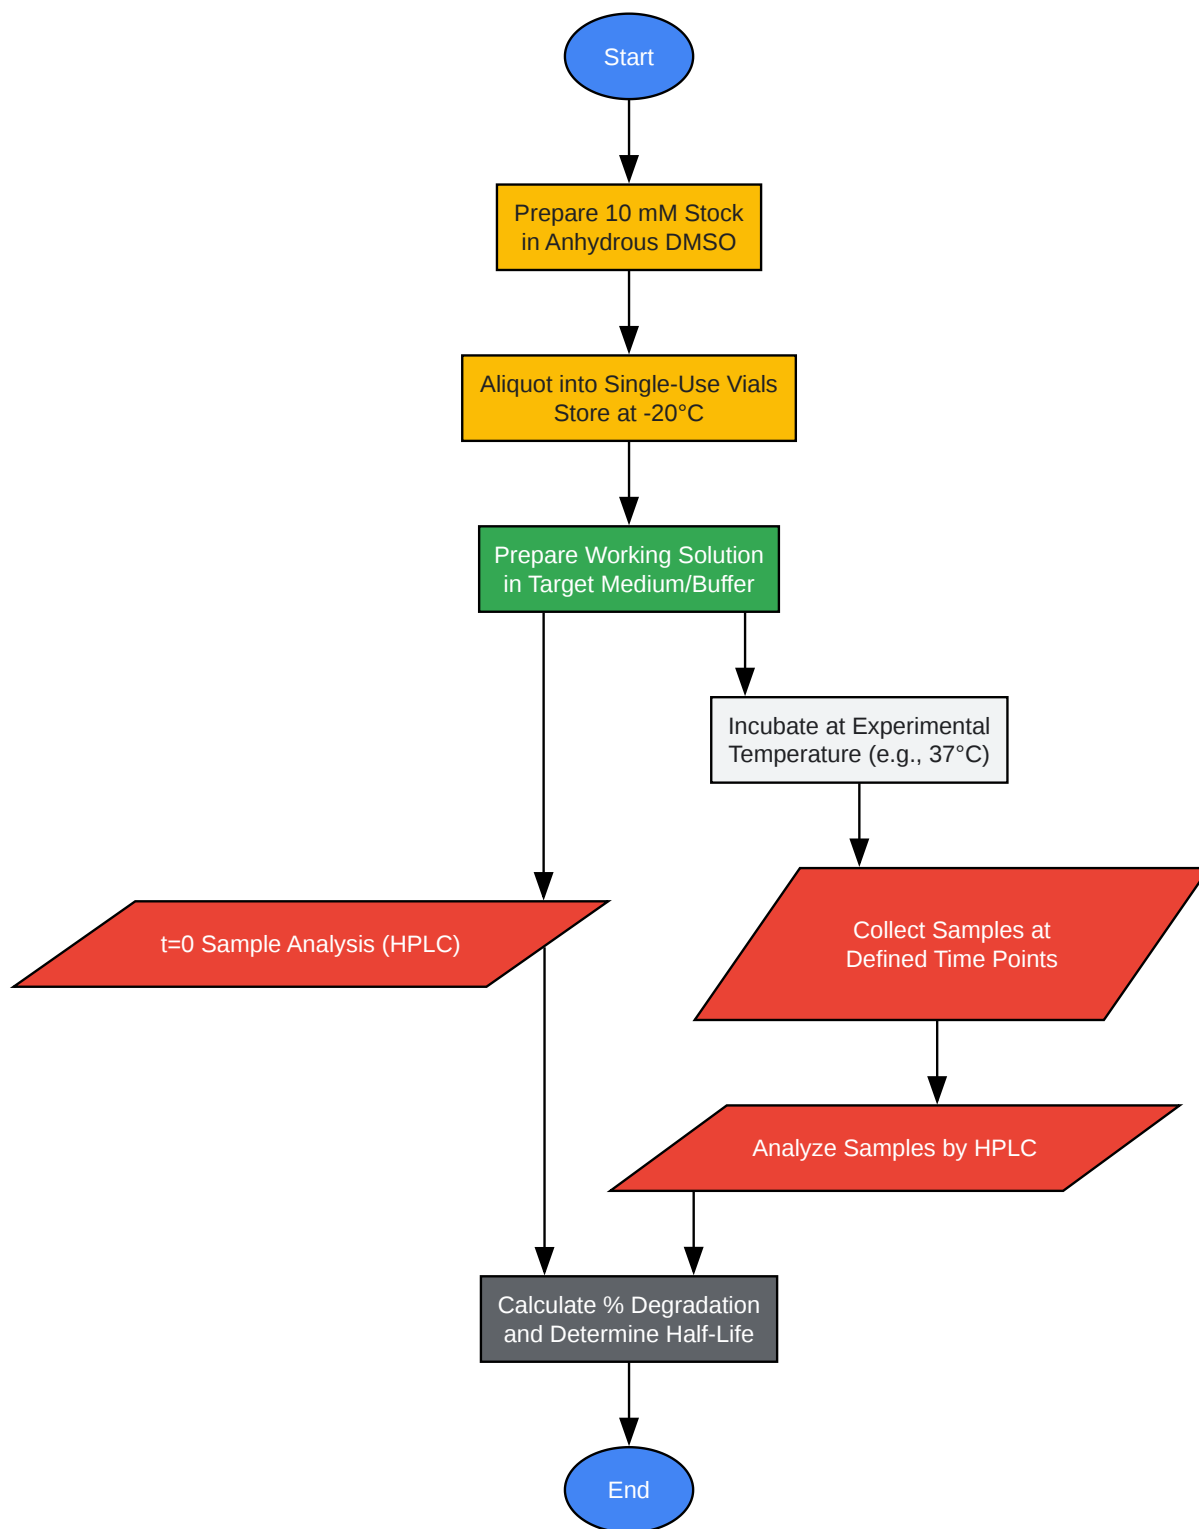 Start
Prepare 10 mM Stock
in Anhydrous DMSO
Aliquot into Single-Use Vials
Store at -20°C
Prepare Working Solution
in Target Medium/Buffer
Incubate at Experimental
Temperature (e.g., 37°C)
t=0 Sample Analysis (HPLC)
Collect Samples at
Defined Time Points
Analyze Samples by HPLC
Calculate % Degradation
and Determine Half-Life
End